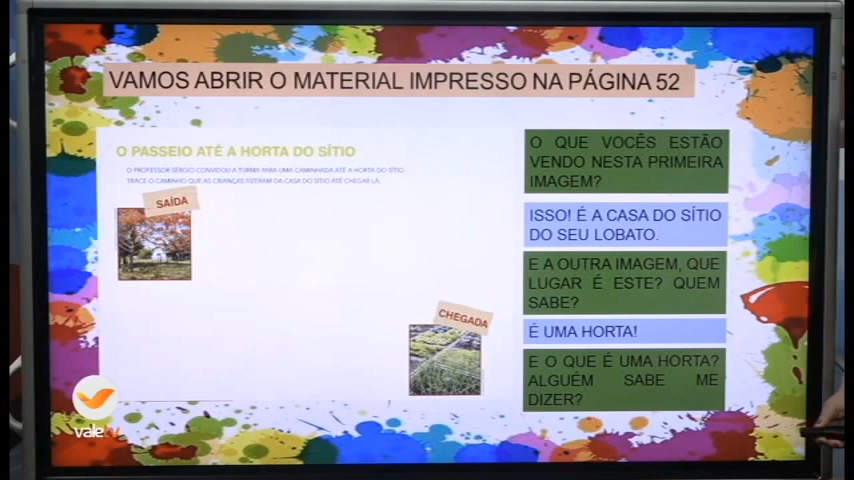 VAMOS ABRIR O MATERIAL IMPRESSO NA PÁGINA 52
O PASSEIO ATÉ A HORTA DO SÍTIO
O PROFESSOR SÉRGIO CONVIDOU A TURMA PARA UMA CAMINHADA ATÉ A HORTA DO SÍTIO.
TRACE O CAMINHO QUE AS CRIANÇAS FIZERAM DA CASA DO SÍTIO ATÉ CHEGAR LÁ.
SAÍDA
CHEGADA
O QUE VOCÊS ESTÃO
VENDO NESTA PRIMEIRA
IMAGEM?
ISSO! É A CASA DO SÍTIO
DO SEU LOBATO.
E A OUTRA IMAGEM, QUE
LUGAR É ESTE? QUEM
SABE?
É UMA HORTA!
E O QUE É UMA HORTA?
ALGUÉM SABE ME
DIZER?
vale tv